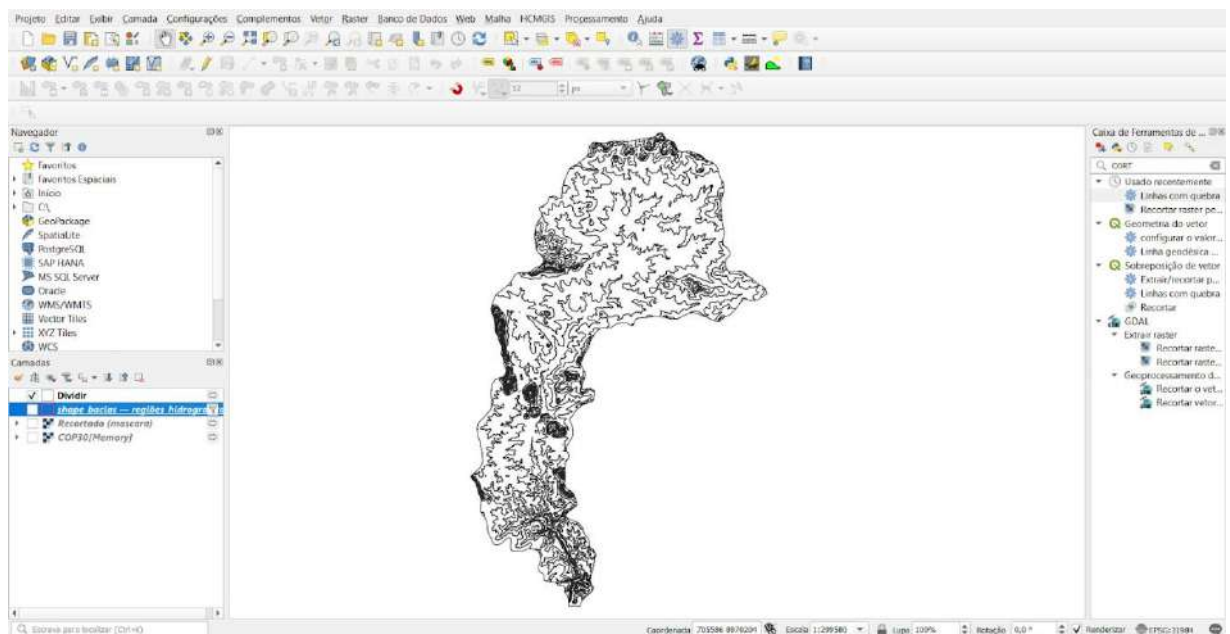 Projeto Editar Exibir Camada Configurações Complementos Vetor Raster Banco de Dados Web Malha HCMGIS Processamento Ajuda
12 px
Navegador
Favoritos
Favoritos Espaciais
Início
C:\
GeoPackage
SpatiaLite
PostgreSQL
SAP HANA
MS SQL Server
Oracle
WMS/WMTS
Vector Tiles
XYZ Tiles
WCS
Camadas
Dividir
shape bacias — regiões hidrogra
Recortado (mascara)
COP30[Memory]
Caixa de Ferramentas de ...
CORT
Usado recentemente
Linhas com quebra
Recortar raster pe...
Geometria do vetor
configurar o valor...
Linha geodésica ...
Sobreposição de vetor
Extrair/recortar p...
Linhas com quebra
Recortar
GDAL
Extrair raster
Recortar raste...
Recortar raste...
Geoprocessamento d...
Recortar o vet...
Recortar vetor...
Escreva para localizar (Ctrl+K)
Coordenada 705586 8978204 Escala 1:299580 Lupa 100% Rotação 0,0 ° Renderizar